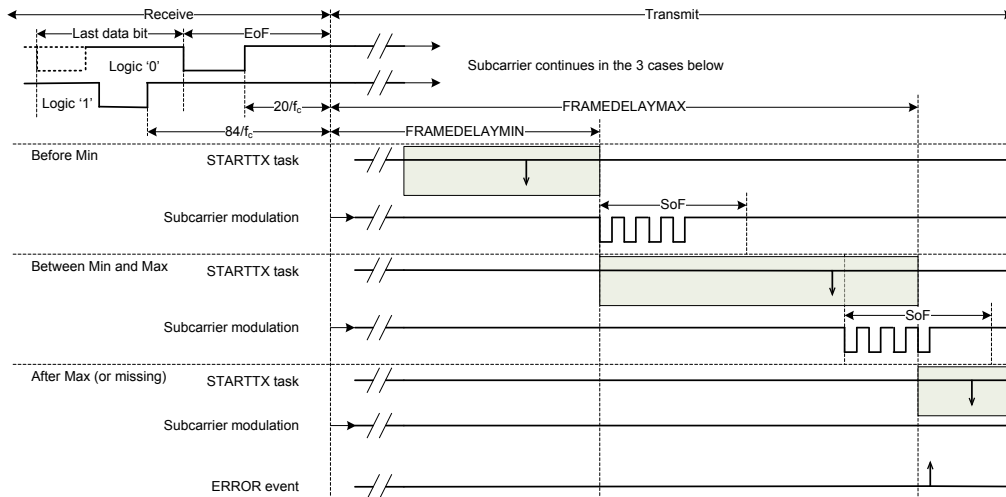 Receive
Transmit
Last data bit
EoF
Logic ‘0’
Subcarrier continues in the 3 cases below
Logic ‘1’
20/fc
FRAMEDELAYMAX
84/fc
FRAMEDELAYMIN
Before Min
STARTTX task
SoF
Subcarrier modulation
Between Min and Max
STARTTX task
SoF
Subcarrier modulation
After Max (or missing)
STARTTX task
Subcarrier modulation
ERROR event